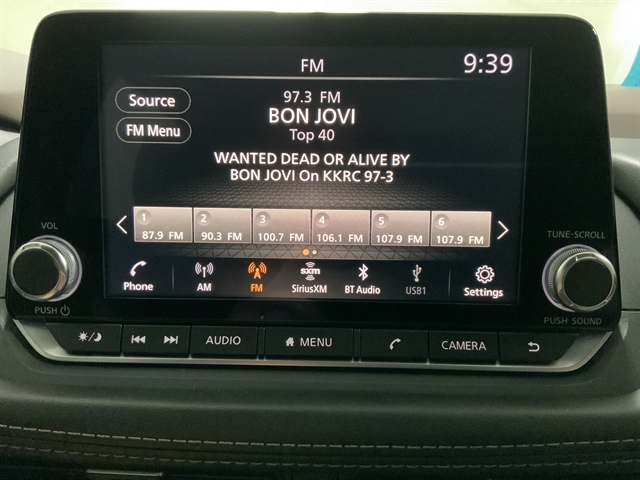 FM
9:39
Source
97.3 FM
BON JOVI
FM Menu
Top 40
WANTED DEAD OR ALIVE BY
BON JOVI On KKRC 97-3
VOL
TUNE-SCROLL
1 2 3 4 5 6
87.9 FM 90.3 FM 100.7 FM 106.1 FM 107.9 FM 107.9 FM
sxm
Phone AM FM SiriusXM BT Audio USB1 Settings
PUSH
PUSH SOUND
AUDIO
MENU
CAMERA